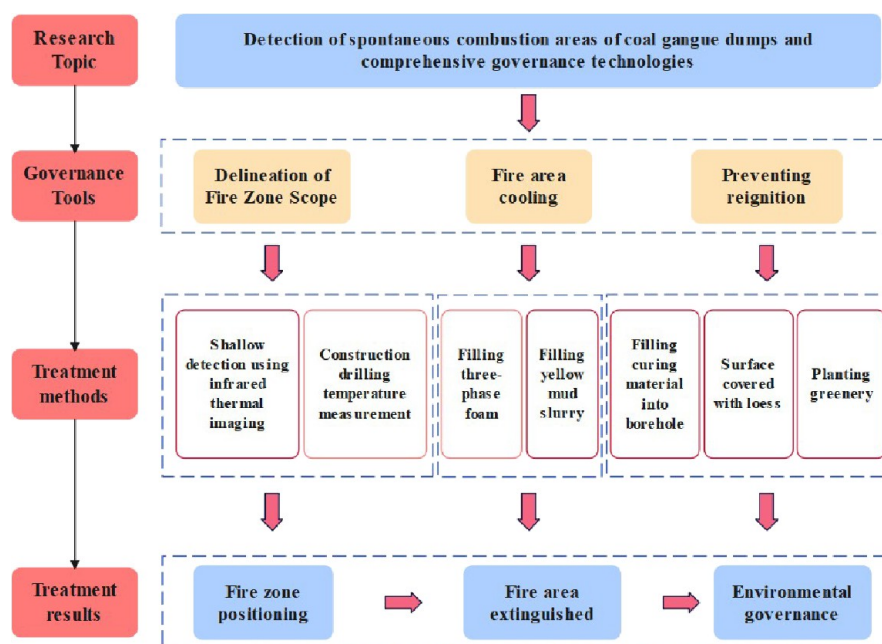 Research
Topic
Detection of spontaneous combustion areas of coal gangue dumps and
comprehensive governance technologies
Governance
Tools
Delineation of
Fire Zone Scope
Fire area
cooling
Preventing
reignition
Treatment
methods
Shallow
detection using
infrared
thermal
imaging
Construction
drilling
temperature
measurement
Filling
three-
phase
foam
Filling
yellow
mud
slurry
Filling
curing
material
into
borehole
Surface
covered
with loess
Planting
greenery
Treatment
results
Fire zone
positioning
Fire area
extinguished
Environmental
governance